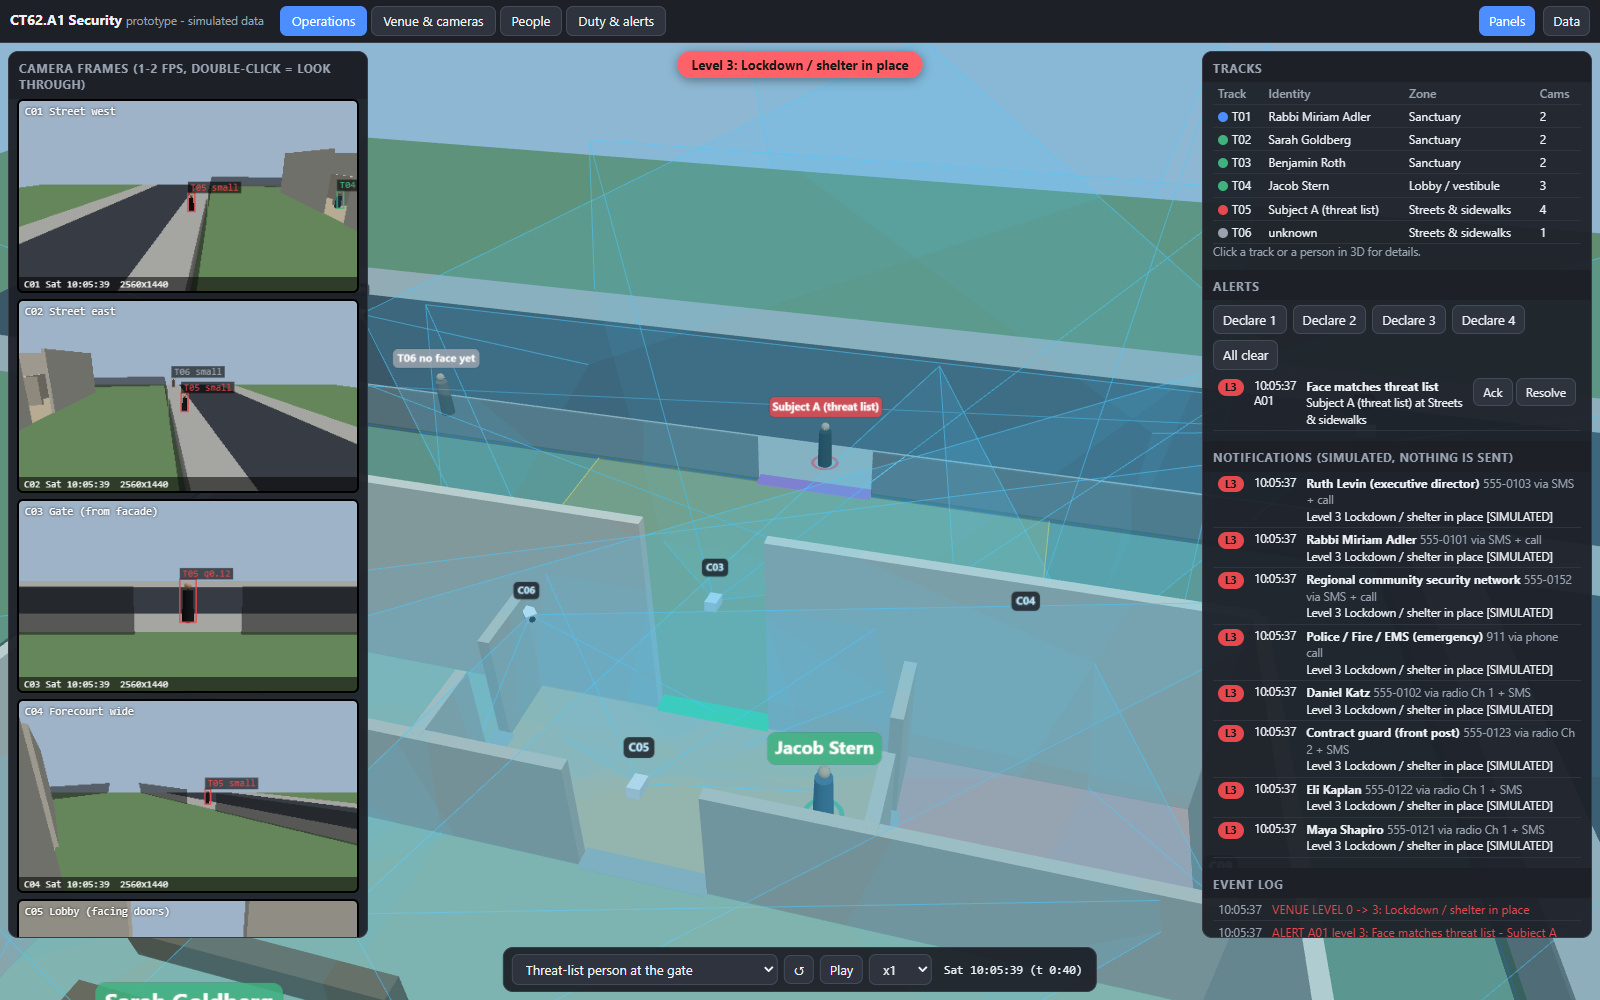 CT62.A1 Security prototype - simulated data
Operations
Venue & cameras
People
Duty & alerts
Panels
Data
CAMERA FRAMES (1-2 FPS, DOUBLE-CLICK = LOOK
THROUGH)
C01 Street west
T05 small
T04
C01 Sat 10:05:39 2560x1440
C02 Street east
T06 small
T05 small
C02 Sat 10:05:39 2560x1440
C03 Gate (from facade)
T05 q0.12
C03 Sat 10:05:39 2560x1440
C04 Forecourt wide
T05 small
C04 Sat 10:05:39 2560x1440
C05 Lobby (facing doors)
Level 3: Lockdown / shelter in place
T06 no face yet
Subject A (threat list)
C03
C06
C04
C05
Jacob Stern
Sarah Goldberg
Threat-list person at the gate
↺
Play
x1
Sat 10:05:39 (t 0:40)
TRACKS
Track Identity Zone Cams
T01 Rabbi Miriam Adler Sanctuary 2
T02 Sarah Goldberg Sanctuary 2
T03 Benjamin Roth Sanctuary 2
T04 Jacob Stern Lobby / vestibule 3
T05 Subject A (threat list) Streets & sidewalks 4
T06 unknown Streets & sidewalks 1
Click a track or a person in 3D for details.
ALERTS
Declare 1
Declare 2
Declare 3
Declare 4
All clear
L3 10:05:37 Face matches threat list
A01 Subject A (threat list) at Streets
& sidewalks
Ack
Resolve
NOTIFICATIONS (SIMULATED, NOTHING IS SENT)
L3 10:05:37 Ruth Levin (executive director) 555-0103 via SMS
+ call
Level 3 Lockdown / shelter in place [SIMULATED]
L3 10:05:37 Rabbi Miriam Adler 555-0101 via SMS + call
Level 3 Lockdown / shelter in place [SIMULATED]
L3 10:05:37 Regional community security network 555-0152
via SMS + call
Level 3 Lockdown / shelter in place [SIMULATED]
L3 10:05:37 Police / Fire / EMS (emergency) 911 via phone
call
Level 3 Lockdown / shelter in place [SIMULATED]
L3 10:05:37 Daniel Katz 555-0102 via radio Ch 1 + SMS
Level 3 Lockdown / shelter in place [SIMULATED]
L3 10:05:37 Contract guard (front post) 555-0123 via radio Ch
2 + SMS
Level 3 Lockdown / shelter in place [SIMULATED]
L3 10:05:37 Eli Kaplan 555-0122 via radio Ch 1 + SMS
Level 3 Lockdown / shelter in place [SIMULATED]
L3 10:05:37 Maya Shapiro 555-0121 via radio Ch 1 + SMS
Level 3 Lockdown / shelter in place [SIMULATED]
EVENT LOG
10:05:37 VENUE LEVEL 0 -> 3: Lockdown / shelter in place
10:05:37 ALERT A01 level 3: Face matches threat list - Subject A